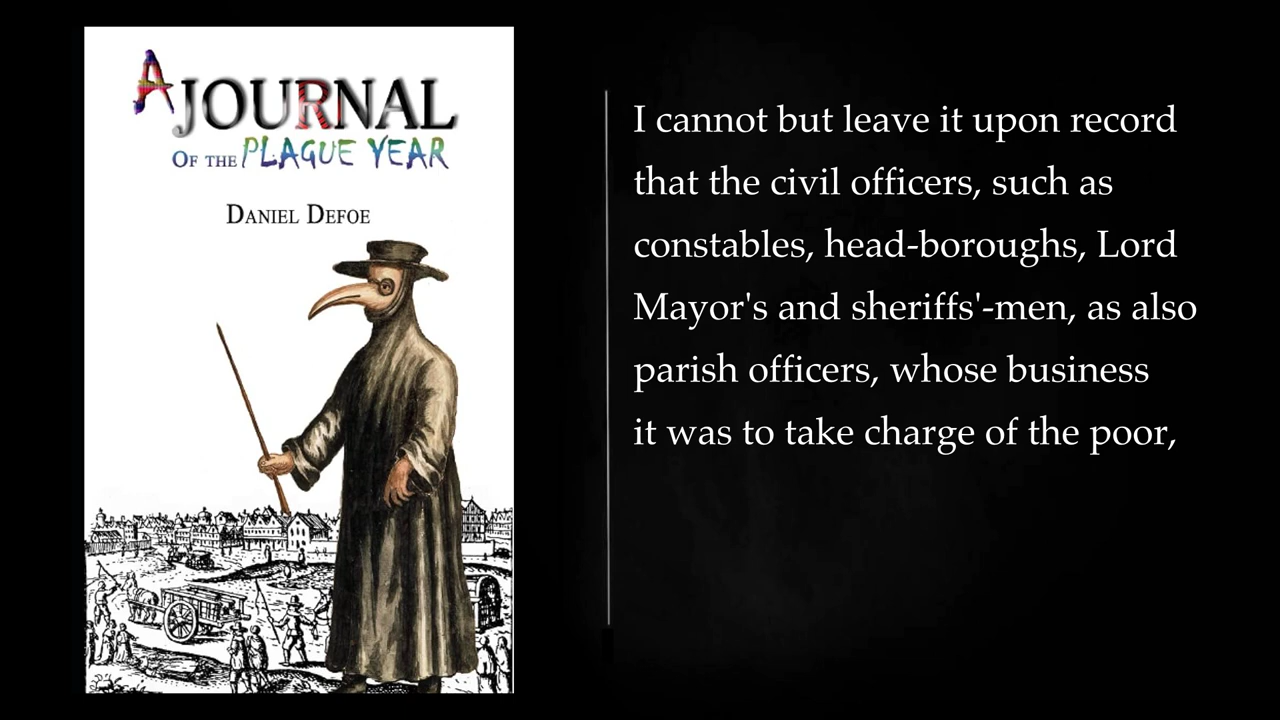 A JOURNAL
OF THE PLAGUE YEAR
DANIEL DEFOE
I cannot but leave it upon record
that the civil officers, such as
constables, head-boroughs, Lord
Mayor's and sheriffs'-men, as also
parish officers, whose business
it was to take charge of the poor,